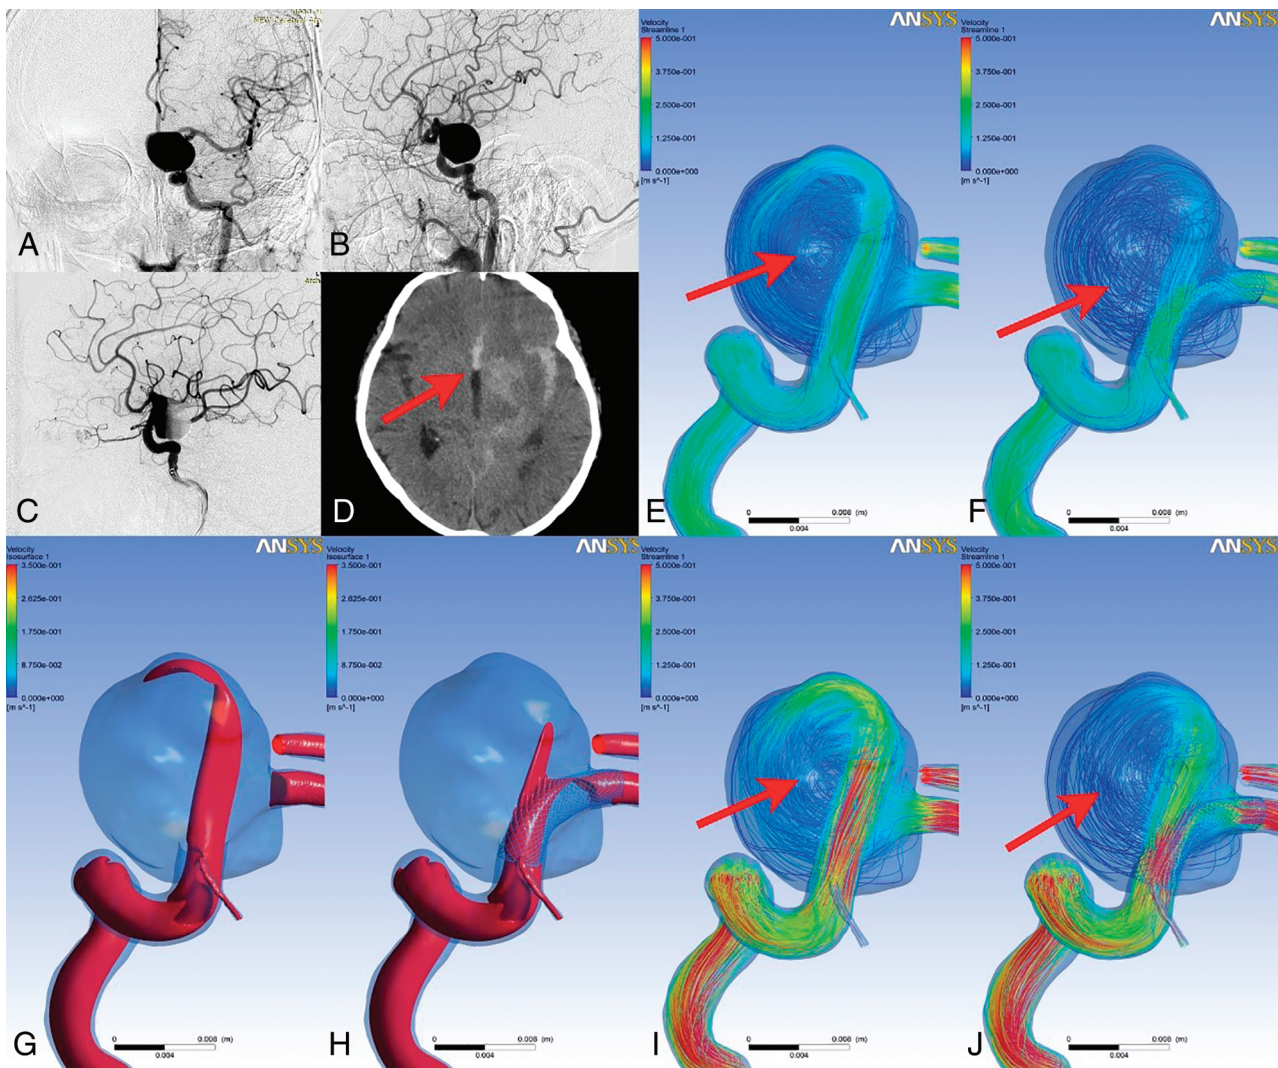 NEW Cerebral
A
B
L
Arch
C
D
ANSYS
Velocity
Streamline 1
5.000e-001
3.750e-001
2.500e-001
1.250e-001
0.000e+000
[m s^-1]
0 0.008 (m)
0.004
E
ANSYS
Velocity
Streamline 1
5.000e-001
3.750e-001
2.500e-001
1.250e-001
0.000e+000
[m s^-1]
0 0.008 (m)
0.004
F
ANSYS
Velocity
Isosurface 1
3.500e-001
2.625e-001
1.750e-001
8.750e-002
0.000e+000
[m s^-1]
0 0.008 (m)
0.004
G
ANSYS
Velocity
Isosurface 1
3.500e-001
2.625e-001
1.750e-001
8.750e-002
0.000e+000
[m s^-1]
0 0.008 (m)
0.004
H
ANSYS
Velocity
Streamline 1
5.000e-001
3.750e-001
2.500e-001
1.250e-001
0.000e+000
[m s^-1]
0 0.008 (m)
0.004
I
ANSYS
Velocity
Streamline 1
5.000e-001
3.750e-001
2.500e-001
1.250e-001
0.000e+000
[m s^-1]
0 0.008 (m)
0.004
J